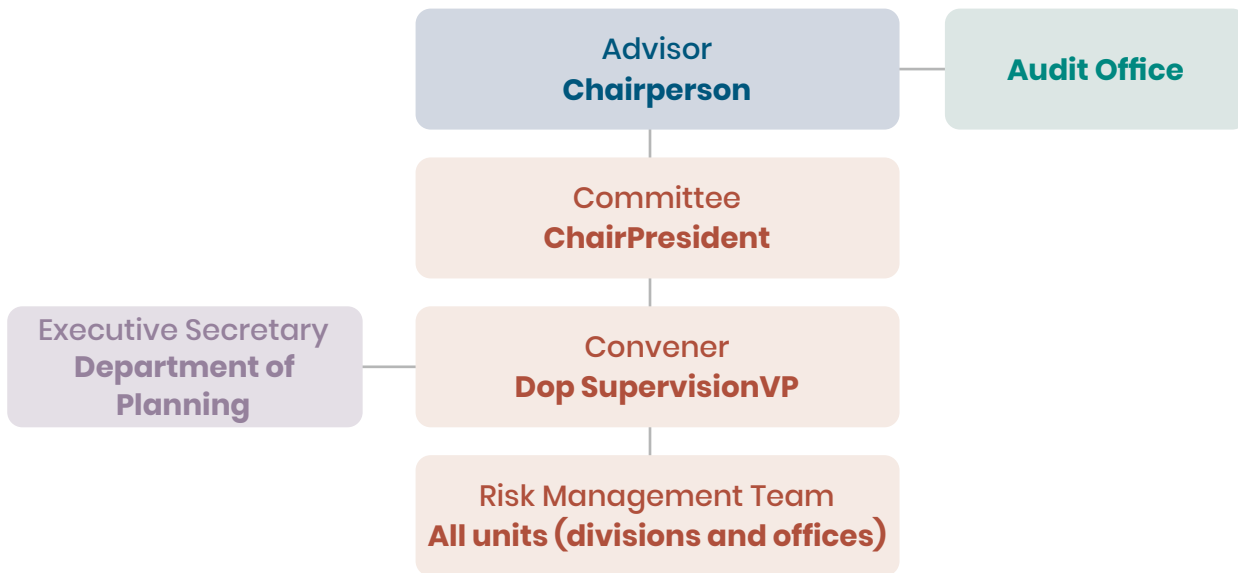 Advisor
Chairperson
Audit Office
Committee
ChairPresident
Executive Secretary
Department of
Planning
Convener
Dop SupervisionVP
Risk Management Team
All units (divisions and offices)